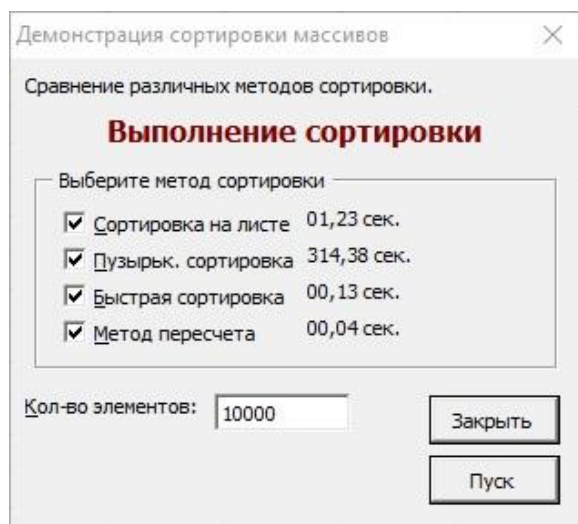 Демонстрация сортировки массивов
Сравнение различных методов сортировки.
Выполнение сортировки
Выберите метод сортировки
Сортировка на листе 01,23 сек.
Пузырьк. сортировка 314,38 сек.
Быстрая сортировка 00,13 сек.
Метод пересчета 00,04 сек.
Кол-во элементов: 10000
Закрыть
Пуск